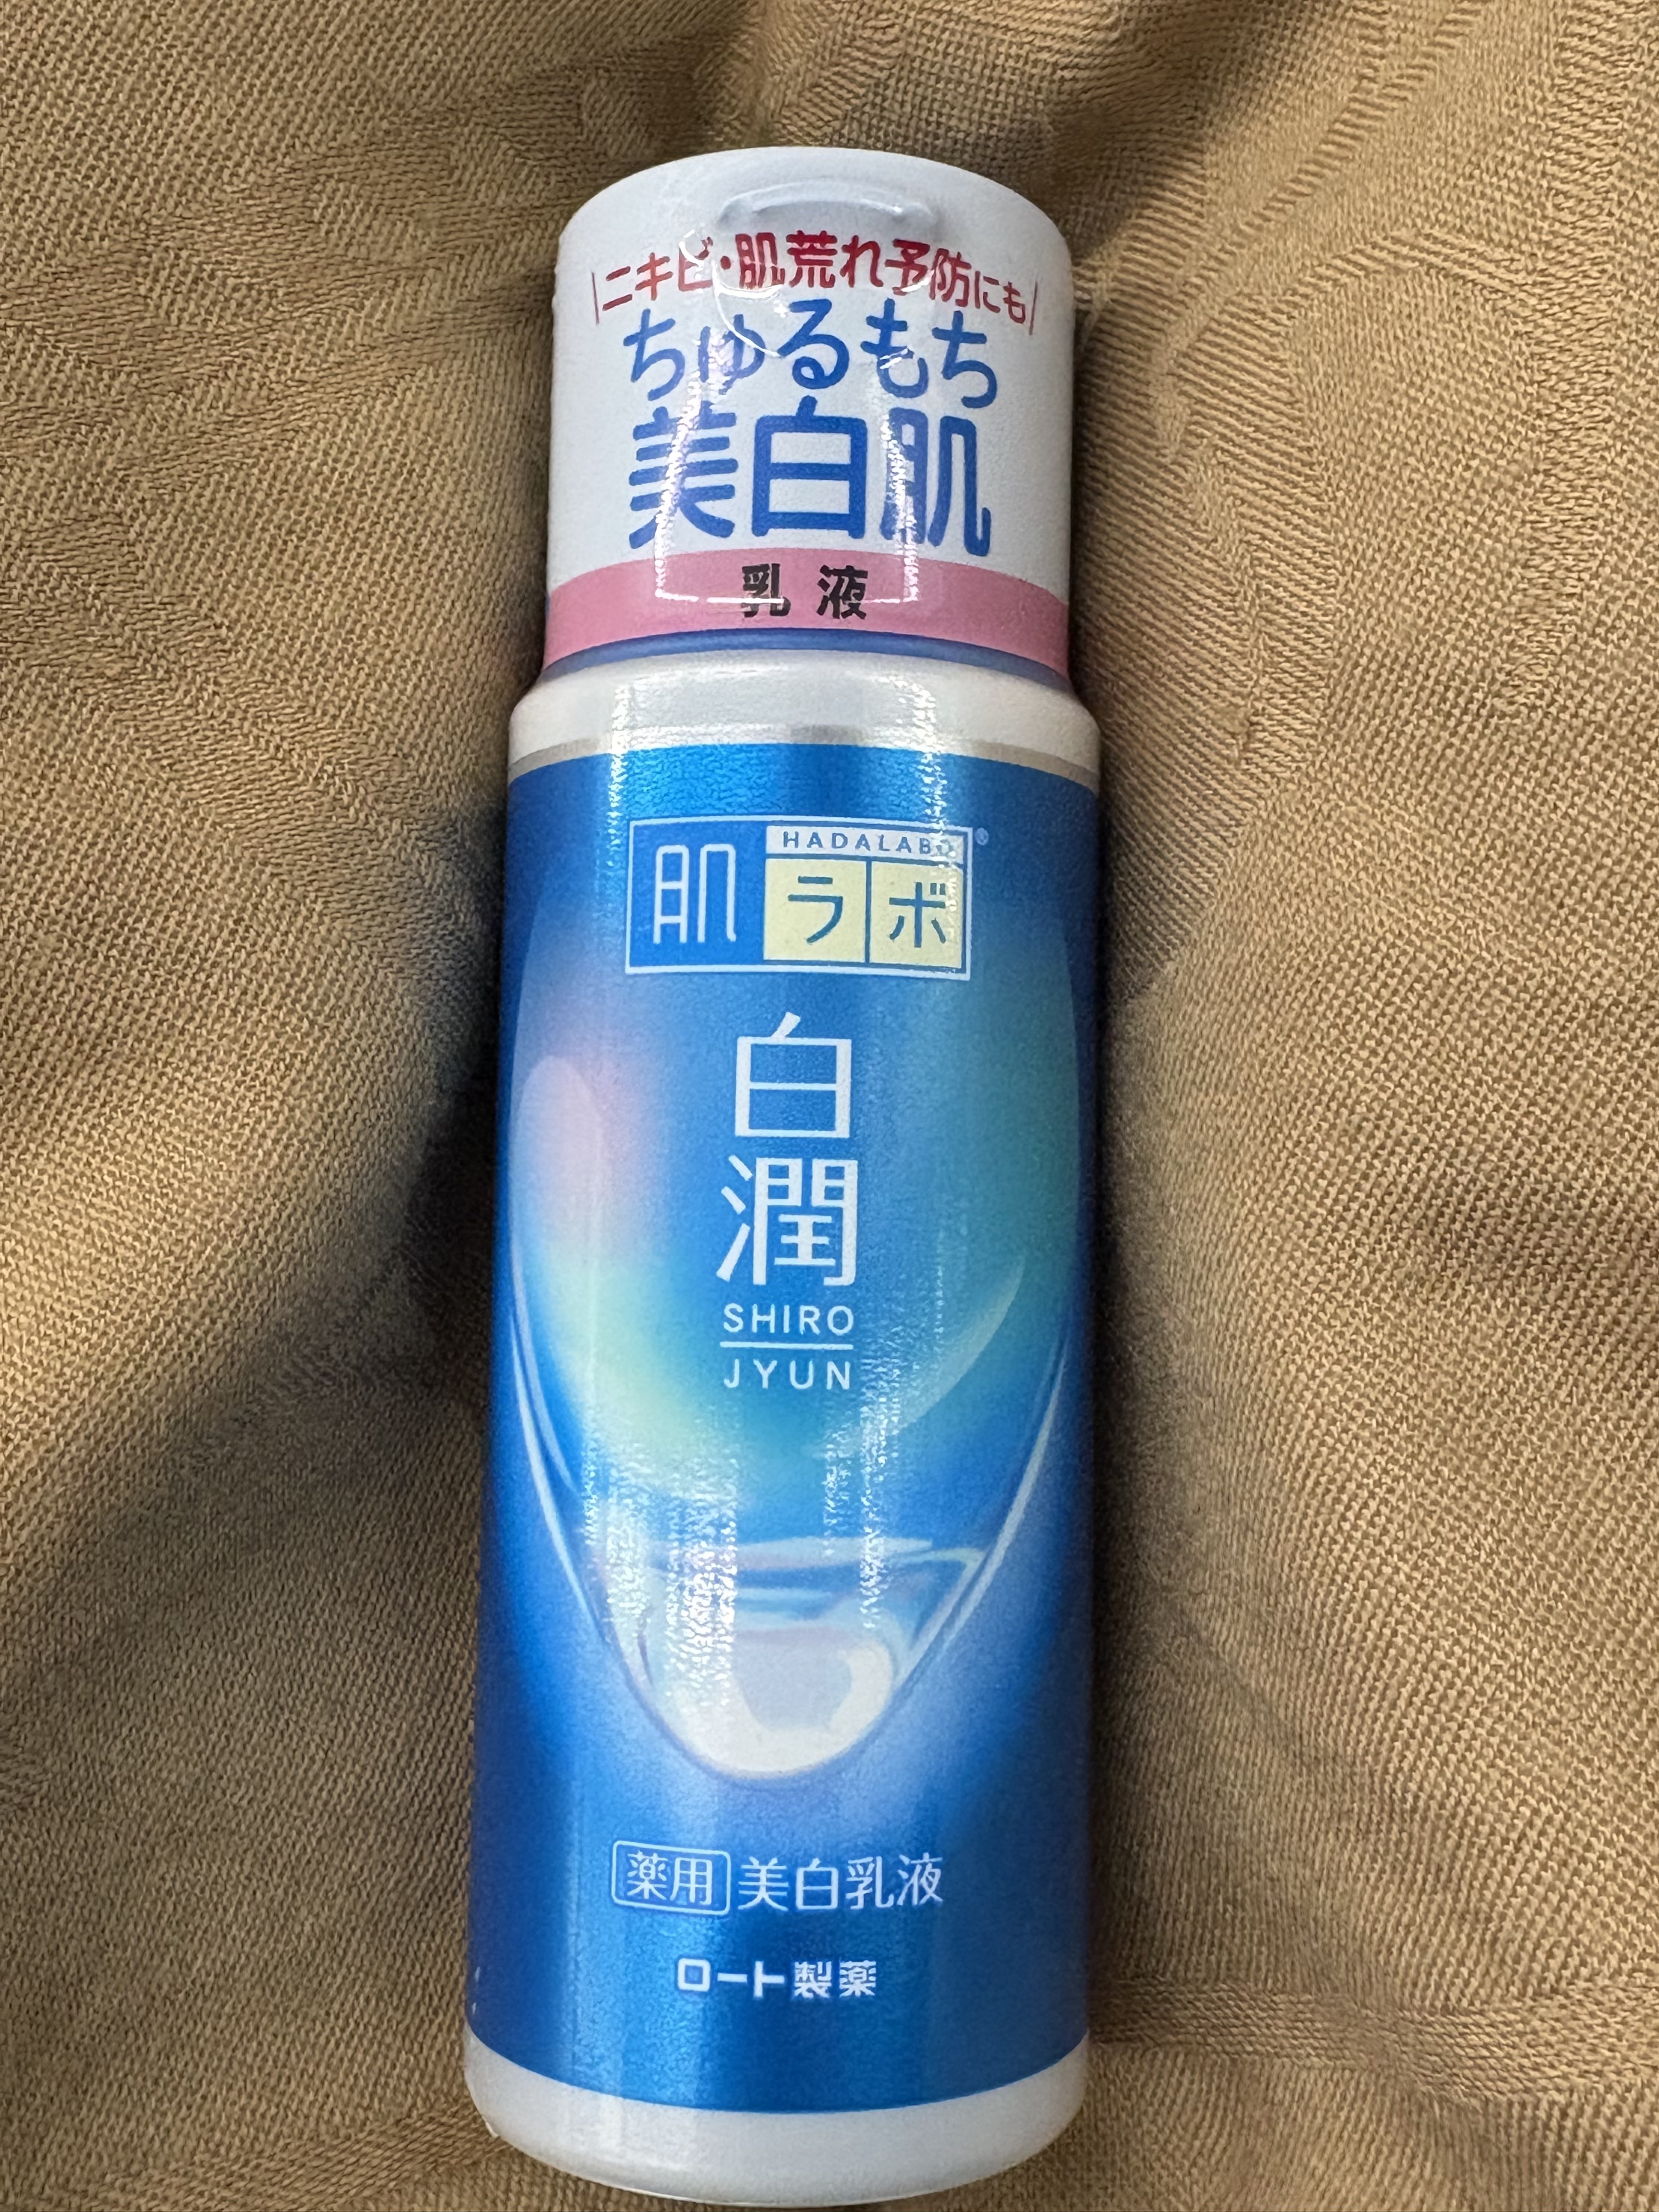 ニキビ・肌荒れ予防にも
ちゅるもち
美白肌
乳液
HADALABO
肌ラボ®
白潤
SHIRO
JYUN
薬用 美白乳液
ロート製薬